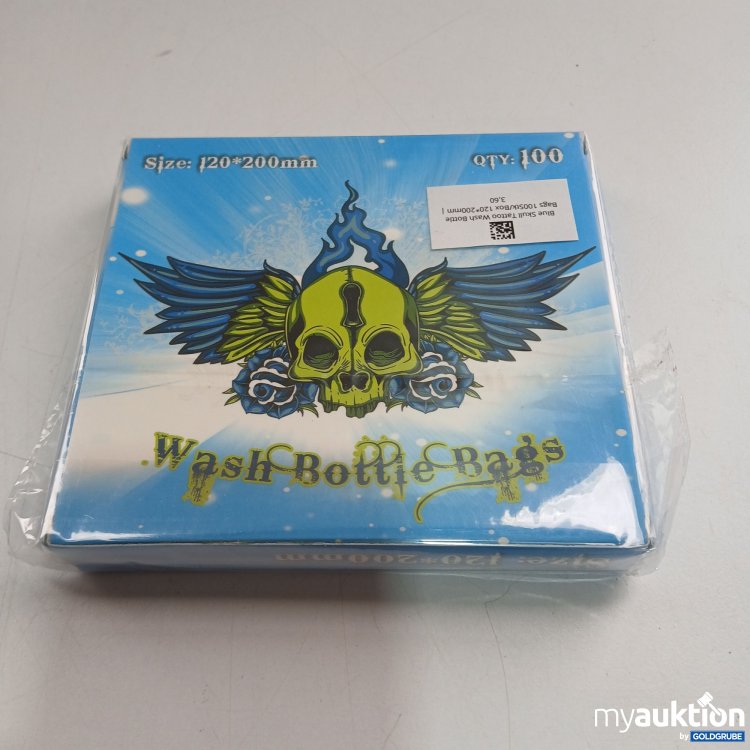 Size: 120*200mm
QTY: 100
Blue Skull Tattoo Wash Bottle
Bags 100Stk/Box 120*200mm |
3.60
Wash Bottle Bags
Size: 120*200mm
myauktion
by GOLDGRUBE